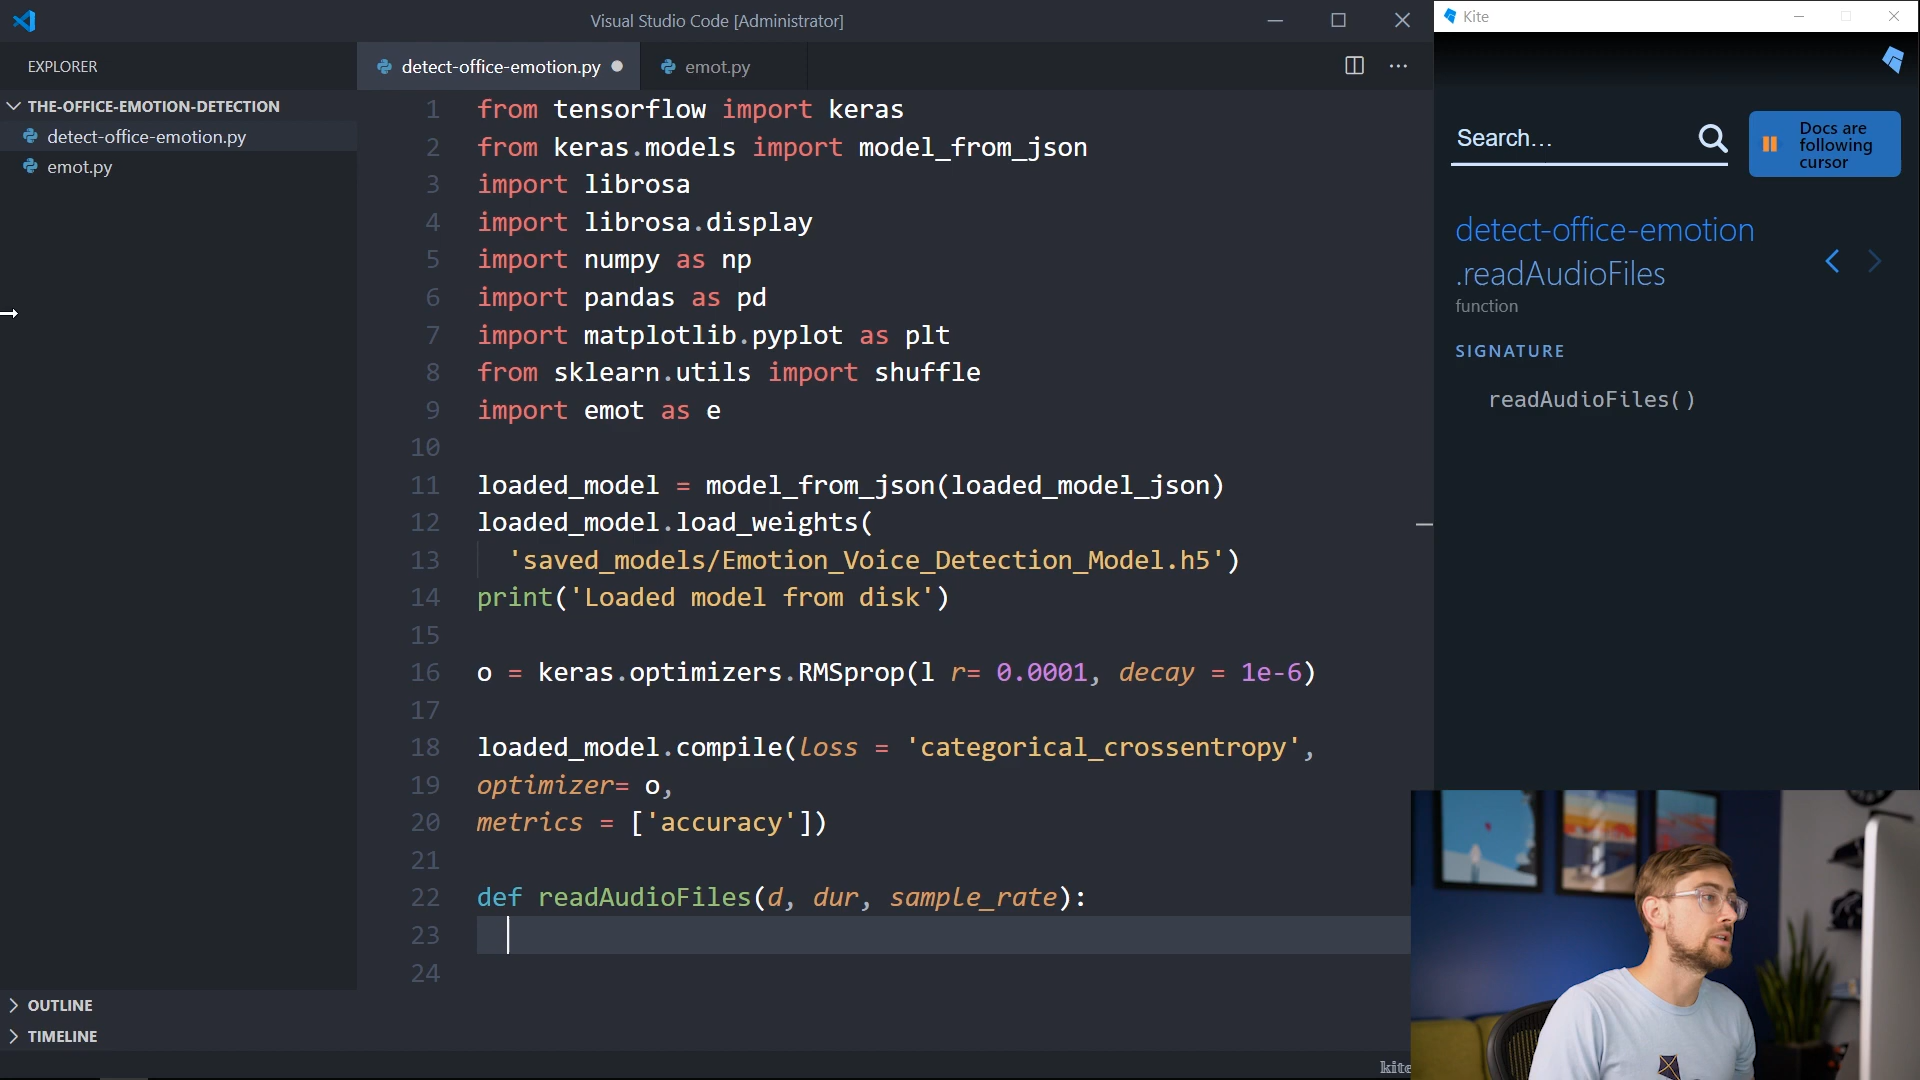 Visual Studio Code [Administrator]
EXPLORER
THE-OFFICE-EMOTION-DETECTION
detect-office-emotion.py
emot.py
OUTLINE
TIMELINE
detect-office-emotion.py
emot.py
1 from tensorflow import keras
2 from keras.models import model_from_json
3 import librosa
4 import librosa.display
5 import numpy as np
6 import pandas as pd
7 import matplotlib.pyplot as plt
8 from sklearn.utils import shuffle
9 import emot as e
10
11 loaded_model = model_from_json(loaded_model_json)
12 loaded_model.load_weights(
13 'saved_models/Emotion_Voice_Detection_Model.h5')
14 print('Loaded model from disk')
15
16 o = keras.optimizers.RMSprop(l r= 0.0001, decay = 1e-6)
17
18 loaded_model.compile(loss = 'categorical_crossentropy',
19 optimizer= o,
20 metrics = ['accuracy'])
21
22 def readAudioFiles(d, dur, sample_rate):
23
24
kite
Kite
Search...
Docs are
following
cursor
detect-office-emotion
.readAudioFiles
function
SIGNATURE
readAudioFiles()